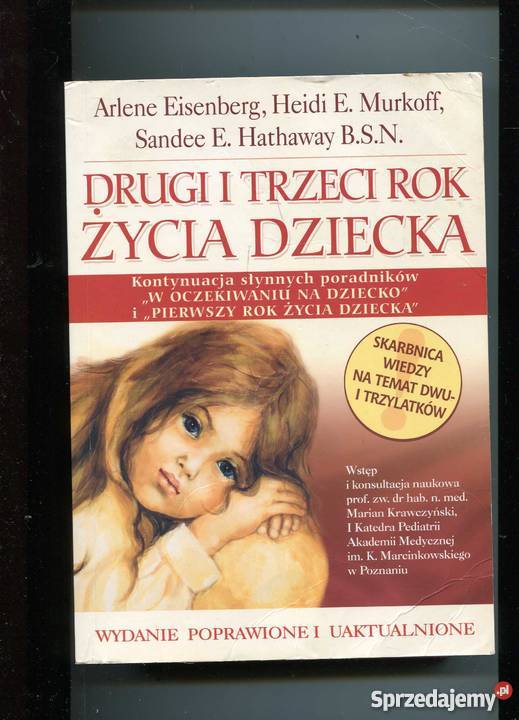 Arlene Eisenberg, Heidi E. Murkoff,
Sandee E. Hathaway B.S.N.
DRUGI I TRZECI ROK
ŻYCIA DZIECKA
Kontynuacja słynnych poradników
„W OCZEKIWANIU NA DZIECKO”
i „PIERWSZY ROK ŻYCIA DZIECKA”
SKARBNICA
WIEDZY
NA TEMAT DWU-
I TRZYLATKÓW
Wstęp
i konsultacja naukowa
prof. zw. dr hab. n. med.
Marian Krawczyński,
I Katedra Pediatrii
Akademii Medycznej
im. K. Marcinkowskiego
w Poznaniu
WYDANIE POPRAWIONE I UAKTUALNIONE
Sprzedajemy.pl